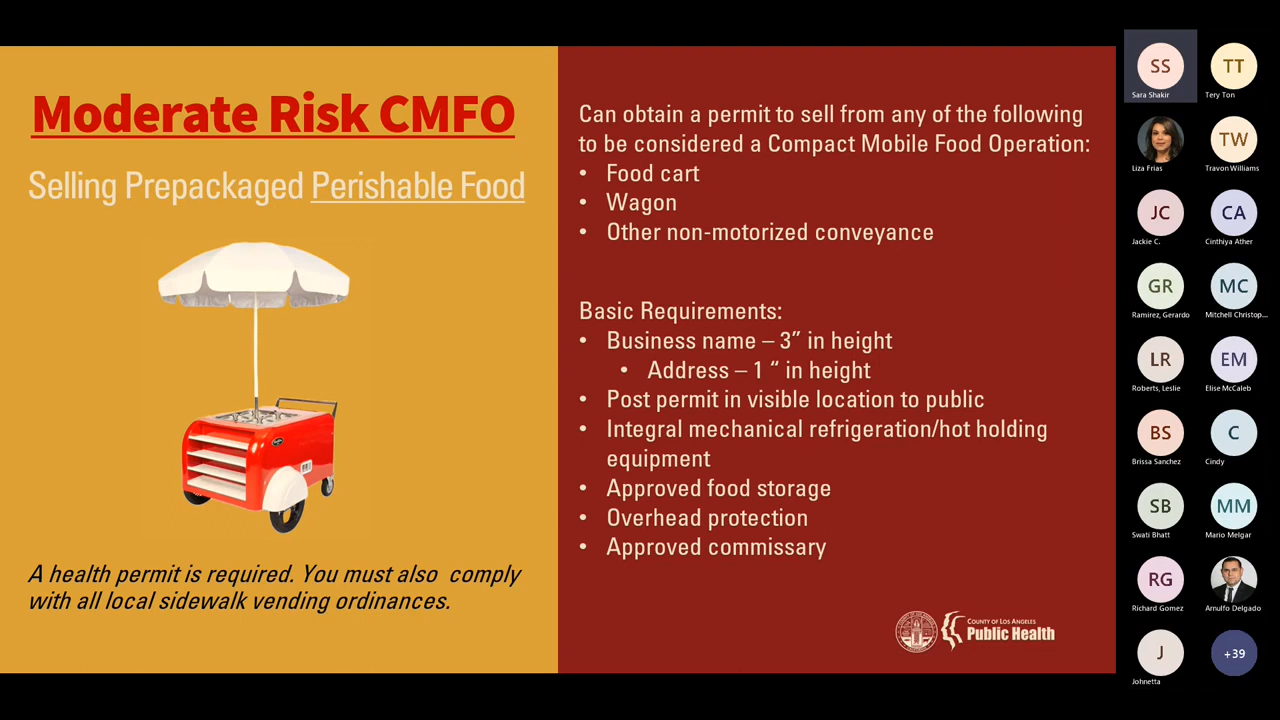 Moderate Risk CMFO
Selling Prepackaged Perishable Food
A health permit is required. You must also  comply
with all local sidewalk vending ordinances.
Can obtain a permit to sell from any of the following
to be considered a Compact Mobile Food Operation:
• Food cart
• Wagon
• Other non-motorized conveyance
Basic Requirements:
• Business name – 3” in height
• Address – 1 “ in height
• Post permit in visible location to public
• Integral mechanical refrigeration/hot holding
equipment
• Approved food storage
• Overhead protection
• Approved commissary
COUNTY OF LOS ANGELES
Public Health
SS
Sara Shakir
TT
Tery Ton
Liza Frias
TW
Travon Williams
JC
Jackie C.
CA
Cinthiya Ather
GR
Ramirez, Gerardo
MC
Mitchell Christop...
LR
Roberts, Leslie
EM
Elise McCaleb
BS
Brissa Sanchez
C
Cindy
SB
Swati Bhatt
MM
Mario Melgar
RG
Richard Gomez
Arnulfo Delgado
J
Johnetta
+39